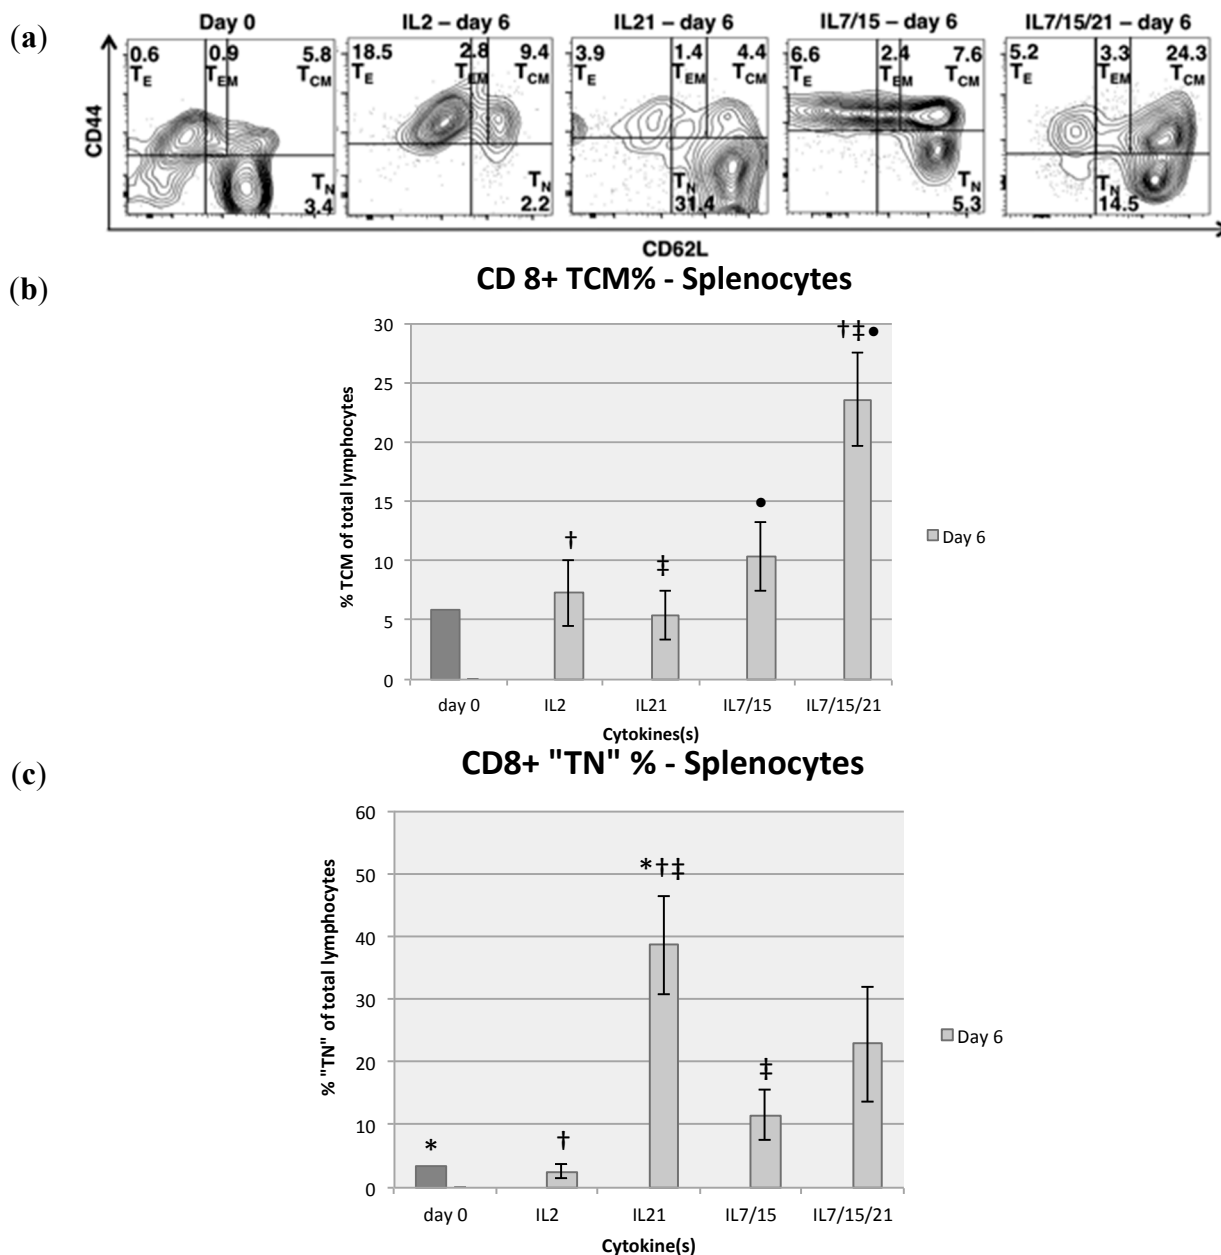 (a)
Day 0 IL2 – day 6 IL21 – day 6 IL7/15 – day 6 IL7/15/21 – day 6
0.6 0.9 5.8 18.5 2.8 9.4 3.9 1.4 4.4 6.6 2.4 7.6 5.2 3.3 24.3
TE TEM TCM TE TEM TCM TE TEM TCM TE TEM TCM TE TEM TCM
TN TN TN TN TN
3.4 2.2 31.4 5.3 14.5
CD44
CD62L
(b)
CD 8+ TCM% - Splenocytes
% TCM of total lymphocytes
30
25
20
15
10
5
0
† ‡ • †‡•
Day 6
day 0 IL2 IL21 IL7/15 IL7/15/21
Cytokines(s)
(c)
CD8+ "TN" % - Splenocytes
% "TN" of total lymphocytes
60
50
40
30
20
10
0
* † *†‡ ‡
Day 6
day 0 IL2 IL21 IL7/15 IL7/15/21
Cytokine(s)